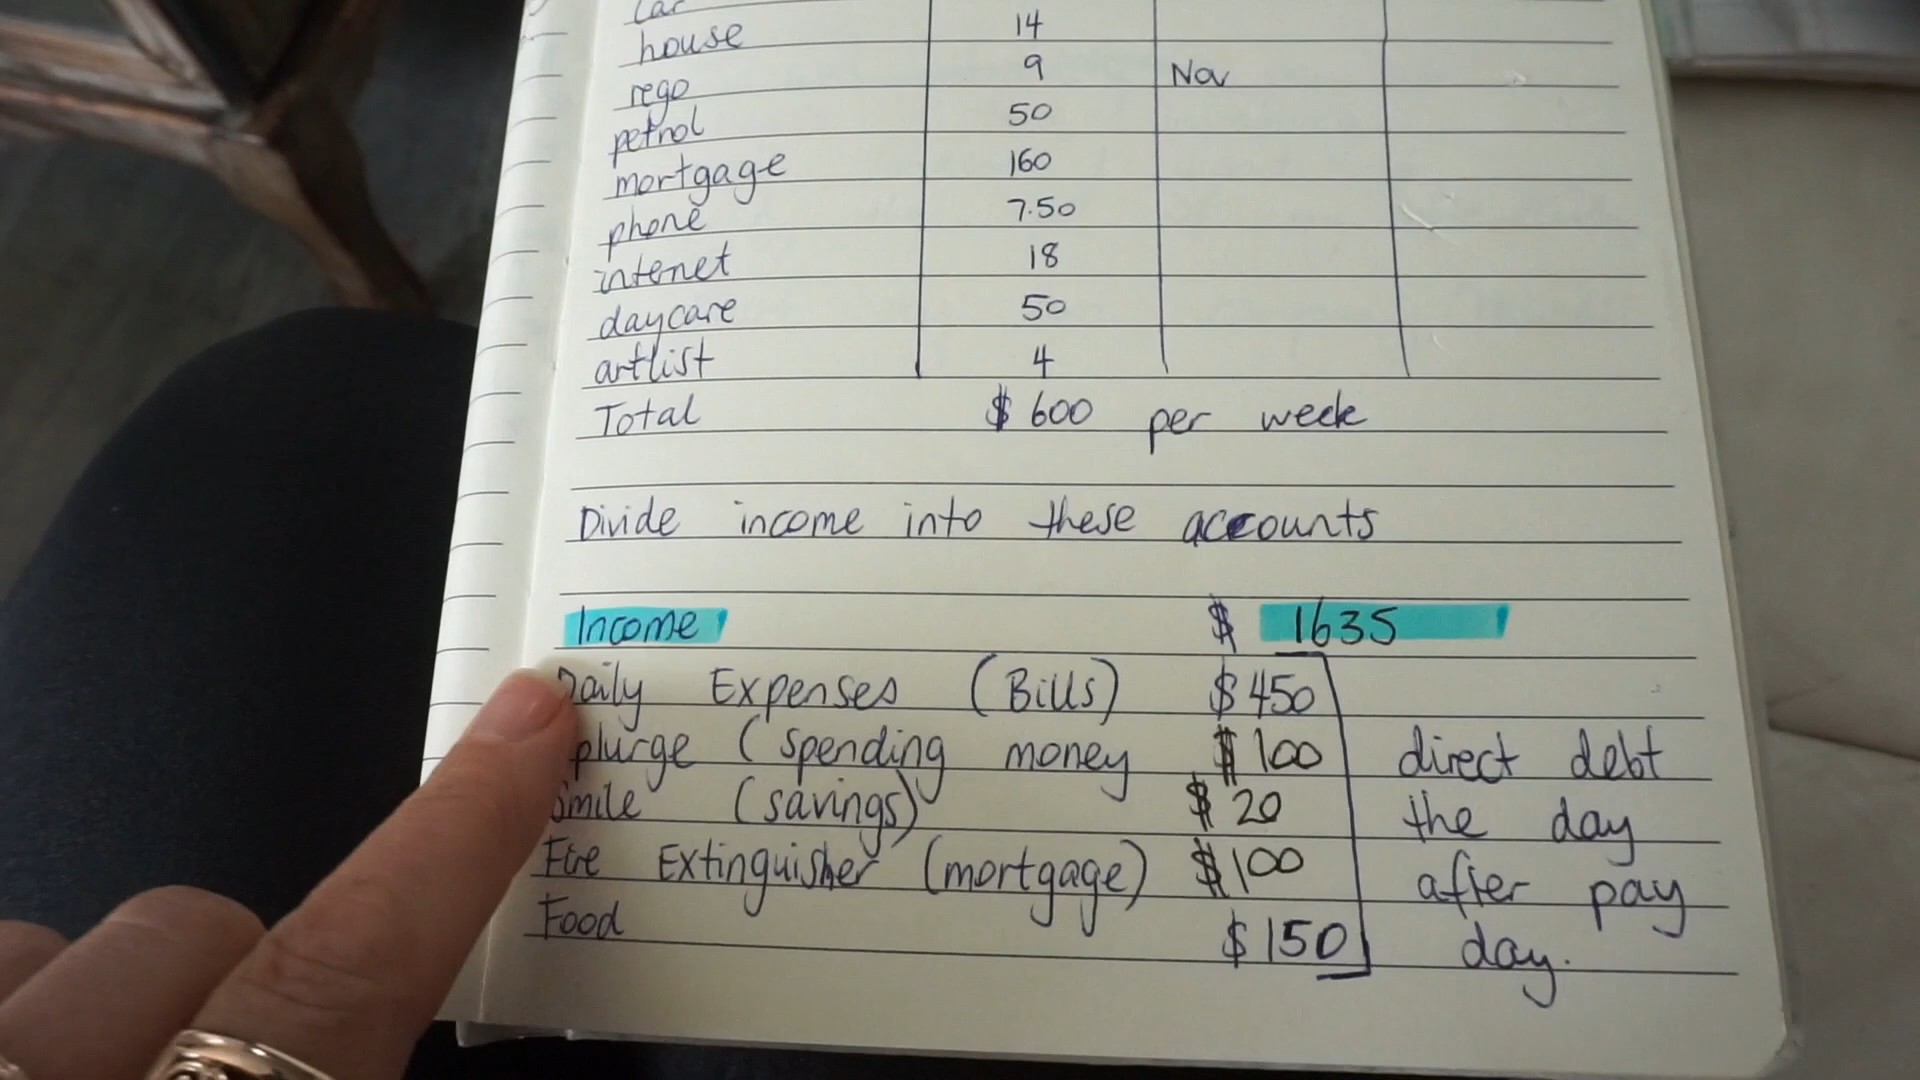 car
house 14
rego 9 Nov
petrol 50
mortgage 160
phone 7.50
internet 18
daycare 50
artlist 4
Total $ 600 per week
Divide income into these accounts
Income $ 1635
Daily Expenses (Bills) $450
Splurge (spending money $100 direct debt
Smile (savings) $20 the day
Fire Extinguisher (mortgage) $100 after pay
Food $150 day.